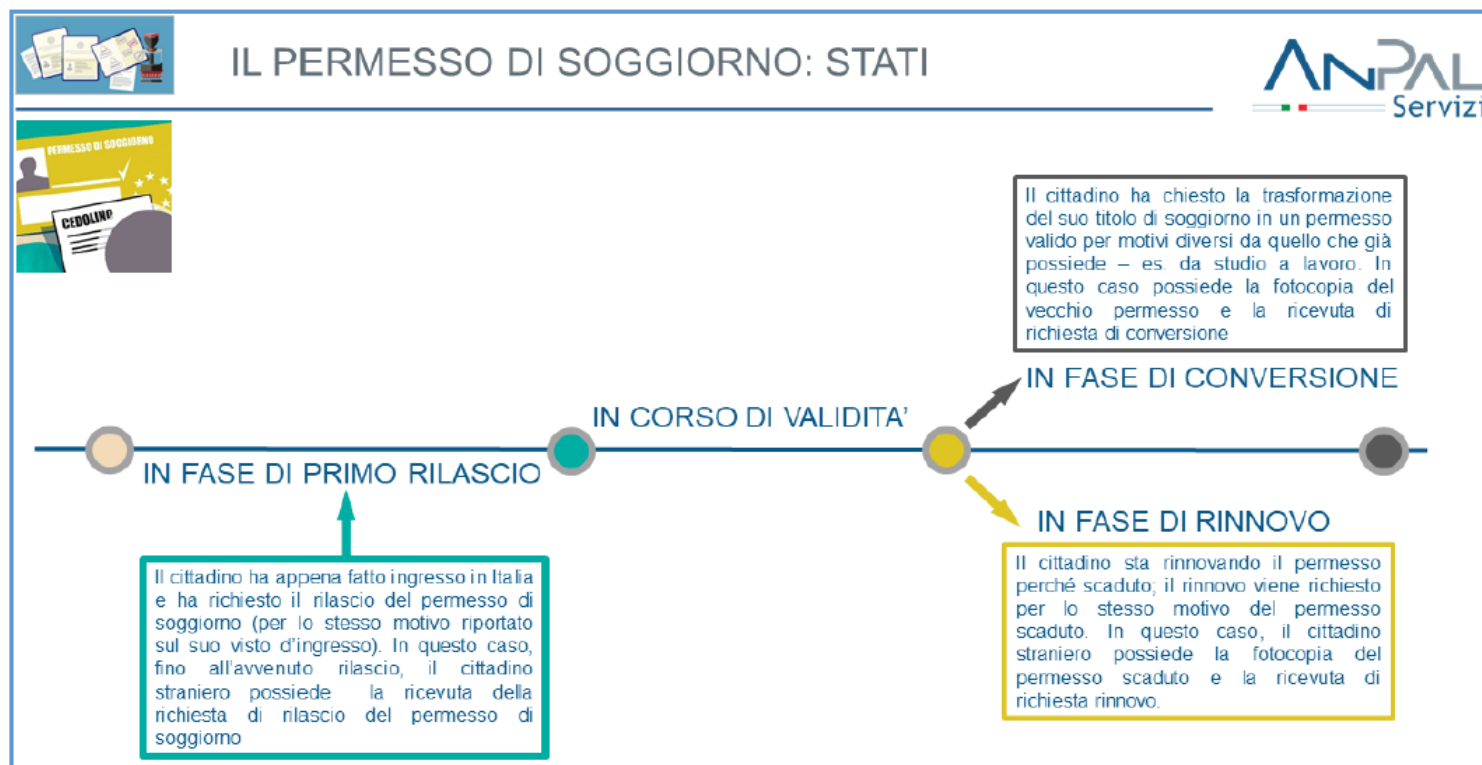 IL PERMESSO DI SOGGIORNO: STATI
ANPAL
Servizi
PERMESSO DI SOGGIORNO
CEDOLINO
Il cittadino ha chiesto la trasformazione
del suo titolo di soggiorno in un permesso
valido per motivi diversi da quello che già
possiede – es. da studio a lavoro. In
questo caso possiede la fotocopia del
vecchio permesso e la ricevuta di
richiesta di conversione
IN FASE DI CONVERSIONE
IN CORSO DI VALIDITA’
IN FASE DI PRIMO RILASCIO
IN FASE DI RINNOVO
Il cittadino ha appena fatto ingresso in Italia
e ha richiesto il rilascio del permesso di
soggiorno (per lo stesso motivo riportato
sul suo visto d’ingresso). In questo caso,
fino all’avvenuto rilascio, il cittadino
straniero possiede la ricevuta della
richiesta di rilascio del permesso di
soggiorno
Il cittadino sta rinnovando il permesso
perché scaduto; il rinnovo viene richiesto
per lo stesso motivo del permesso
scaduto. In questo caso, il cittadino
straniero possiede la fotocopia del
permesso scaduto e la ricevuta di
richiesta rinnovo.